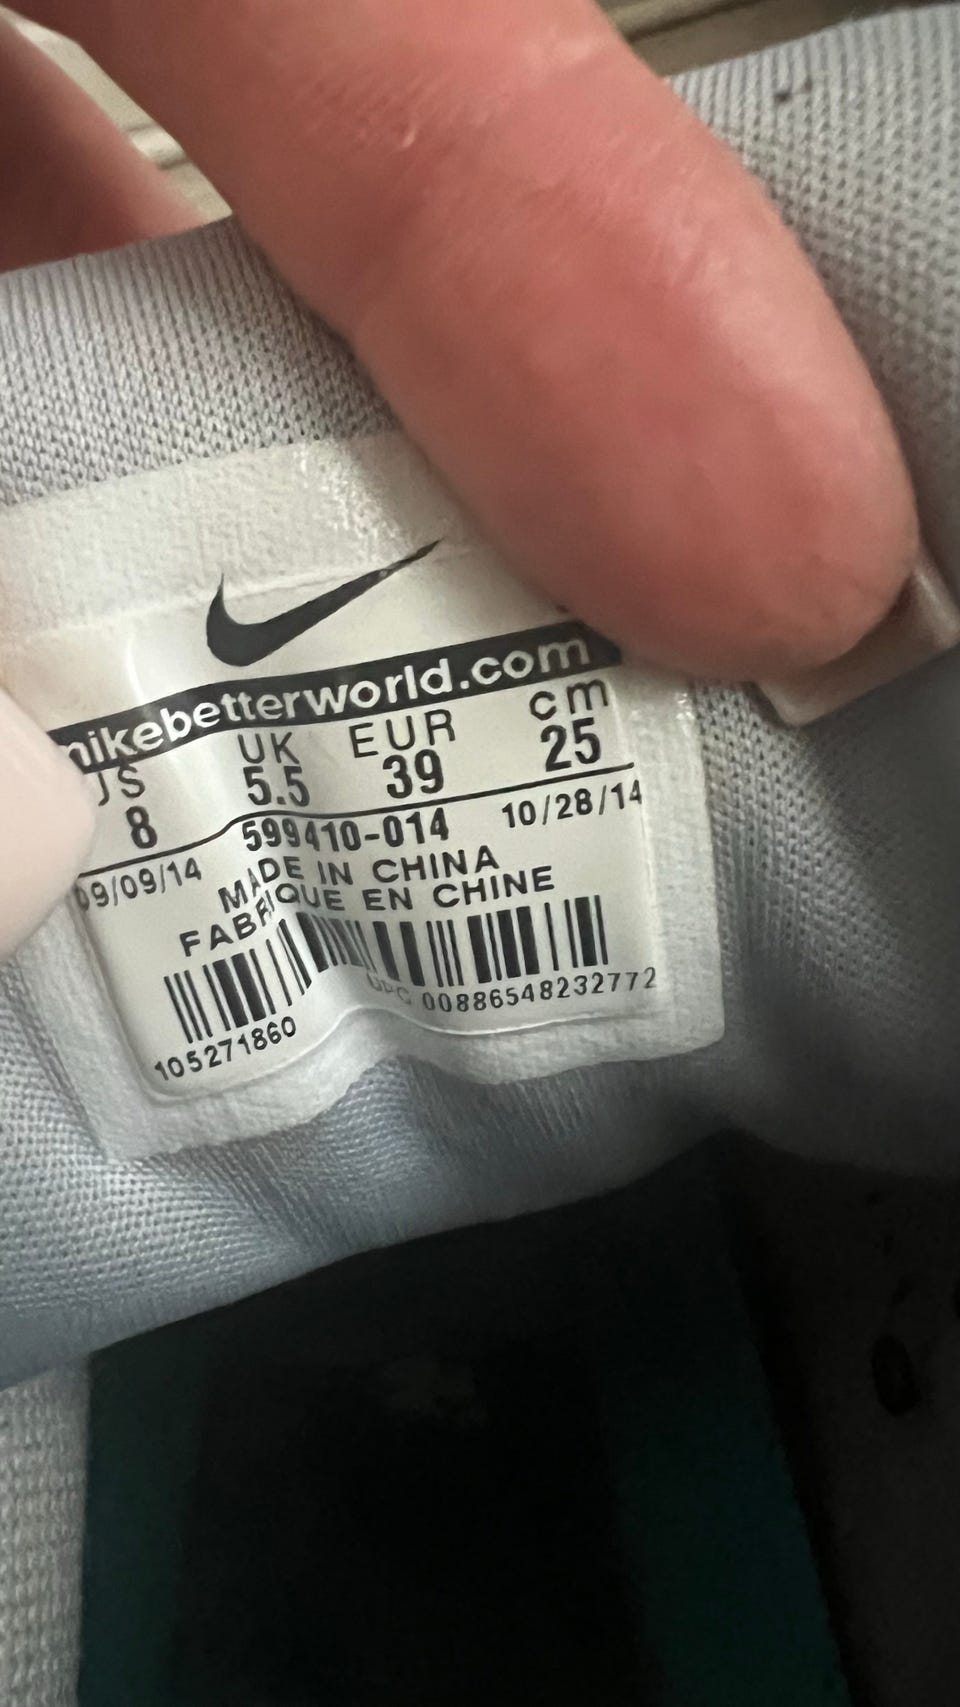 nikebetterworld.com
US UK EUR cm
8 5.5 39 25
09/09/14 599410-014 10/28/14
MADE IN CHINA
FABRIQUE EN CHINE
105271860 UPC 00886548232772